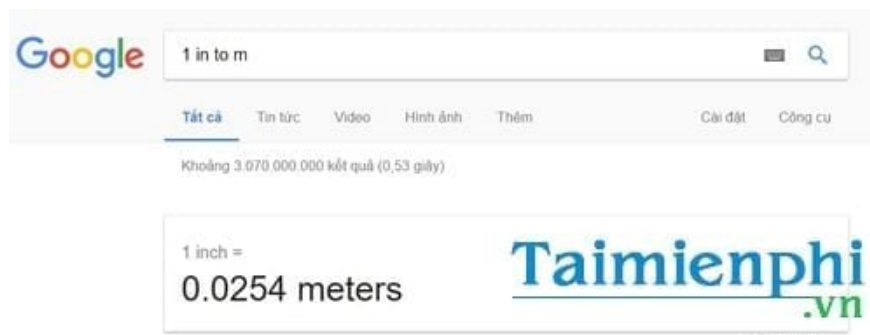 Google
1 in to m
Tất cả Tin tức Video Hình ảnh Thêm Cài đặt Công cụ
Khoảng 3.070.000.000 kết quả (0,53 giây)
1 inch =
0.0254 meters
Taimienphi
.vn